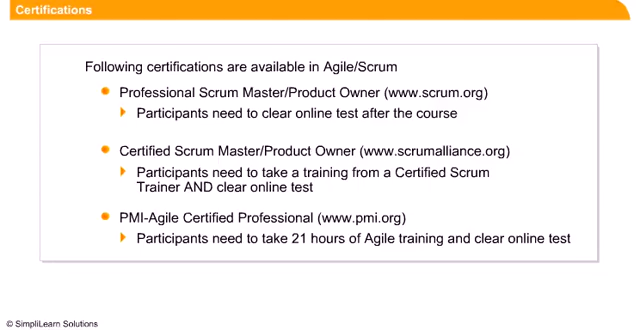 Certifications
Following certifications are available in Agile/Scrum
Professional Scrum Master/Product Owner (www.scrum.org)
Participants need to clear online test after the course
Certified Scrum Master/Product Owner (www.scrumalliance.org)
Participants need to take a training from a Certified Scrum
Trainer AND clear online test
PMI-Agile Certified Professional (www.pmi.org)
Participants need to take 21 hours of Agile training and clear online test
© SimpliLearn Solutions